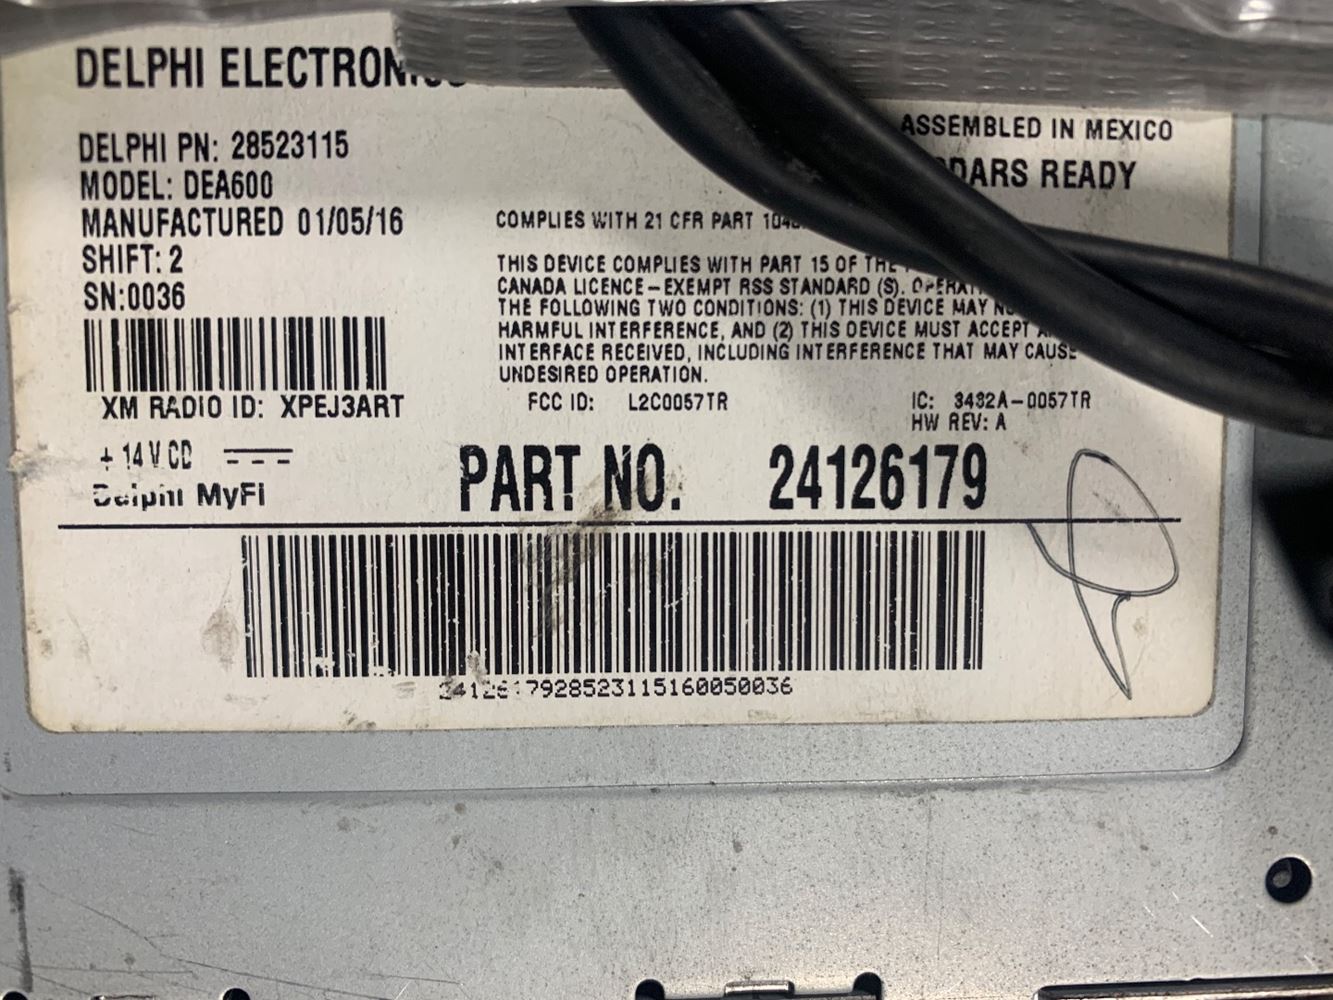 DELPHI ELECTRONICS
DELPHI PN: 28523115
MODEL: DEA600
MANUFACTURED 01/05/16
SHIFT: 2
SN:0036
XM RADIO ID: XPEJ3ART
+ 14 V CD
Delphi MyFi
ASSEMBLED IN MEXICO
READY
COMPLIES WITH 21 CFR PART
THIS DEVICE COMPLIES WITH PART 15 OF THE
CANADA LICENCE – EXEMPT RSS STANDARD (S).
THE FOLLOWING TWO CONDITIONS: (1) THIS DEVICE MAY
HARMFUL INTERFERENCE, AND (2) THIS DEVICE MUST ACCEPT
INTERFACE RECEIVED, INCLUDING INTERFERENCE THAT MAY CAUSE
UNDESIRED OPERATION.
FCC ID: L2C0057TR
IC: 3432A-0057TR
HW REV: A
PART NO. 24126179
2412617928523115160050036